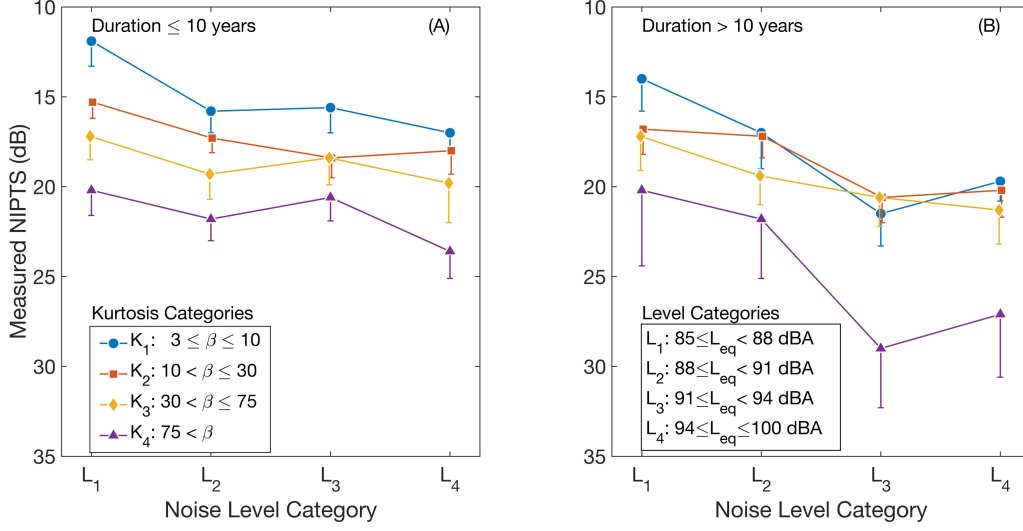 Duration ≤ 10 years (A)
10
15
20
25
30
35
Measured NIPTS (dB)
Kurtosis Categories
K1: 3 ≤ β ≤ 10
K2: 10 < β ≤ 30
K3: 30 < β ≤ 75
K4: 75 < β
L1 L2 L3 L4
Noise Level Category
Duration > 10 years (B)
10
15
20
25
30
35
Level Categories
L1: 85≤Leq< 88 dBA
L2: 88≤Leq< 91 dBA
L3: 91≤Leq< 94 dBA
L4: 94≤Leq≤100 dBA
L1 L2 L3 L4
Noise Level Category